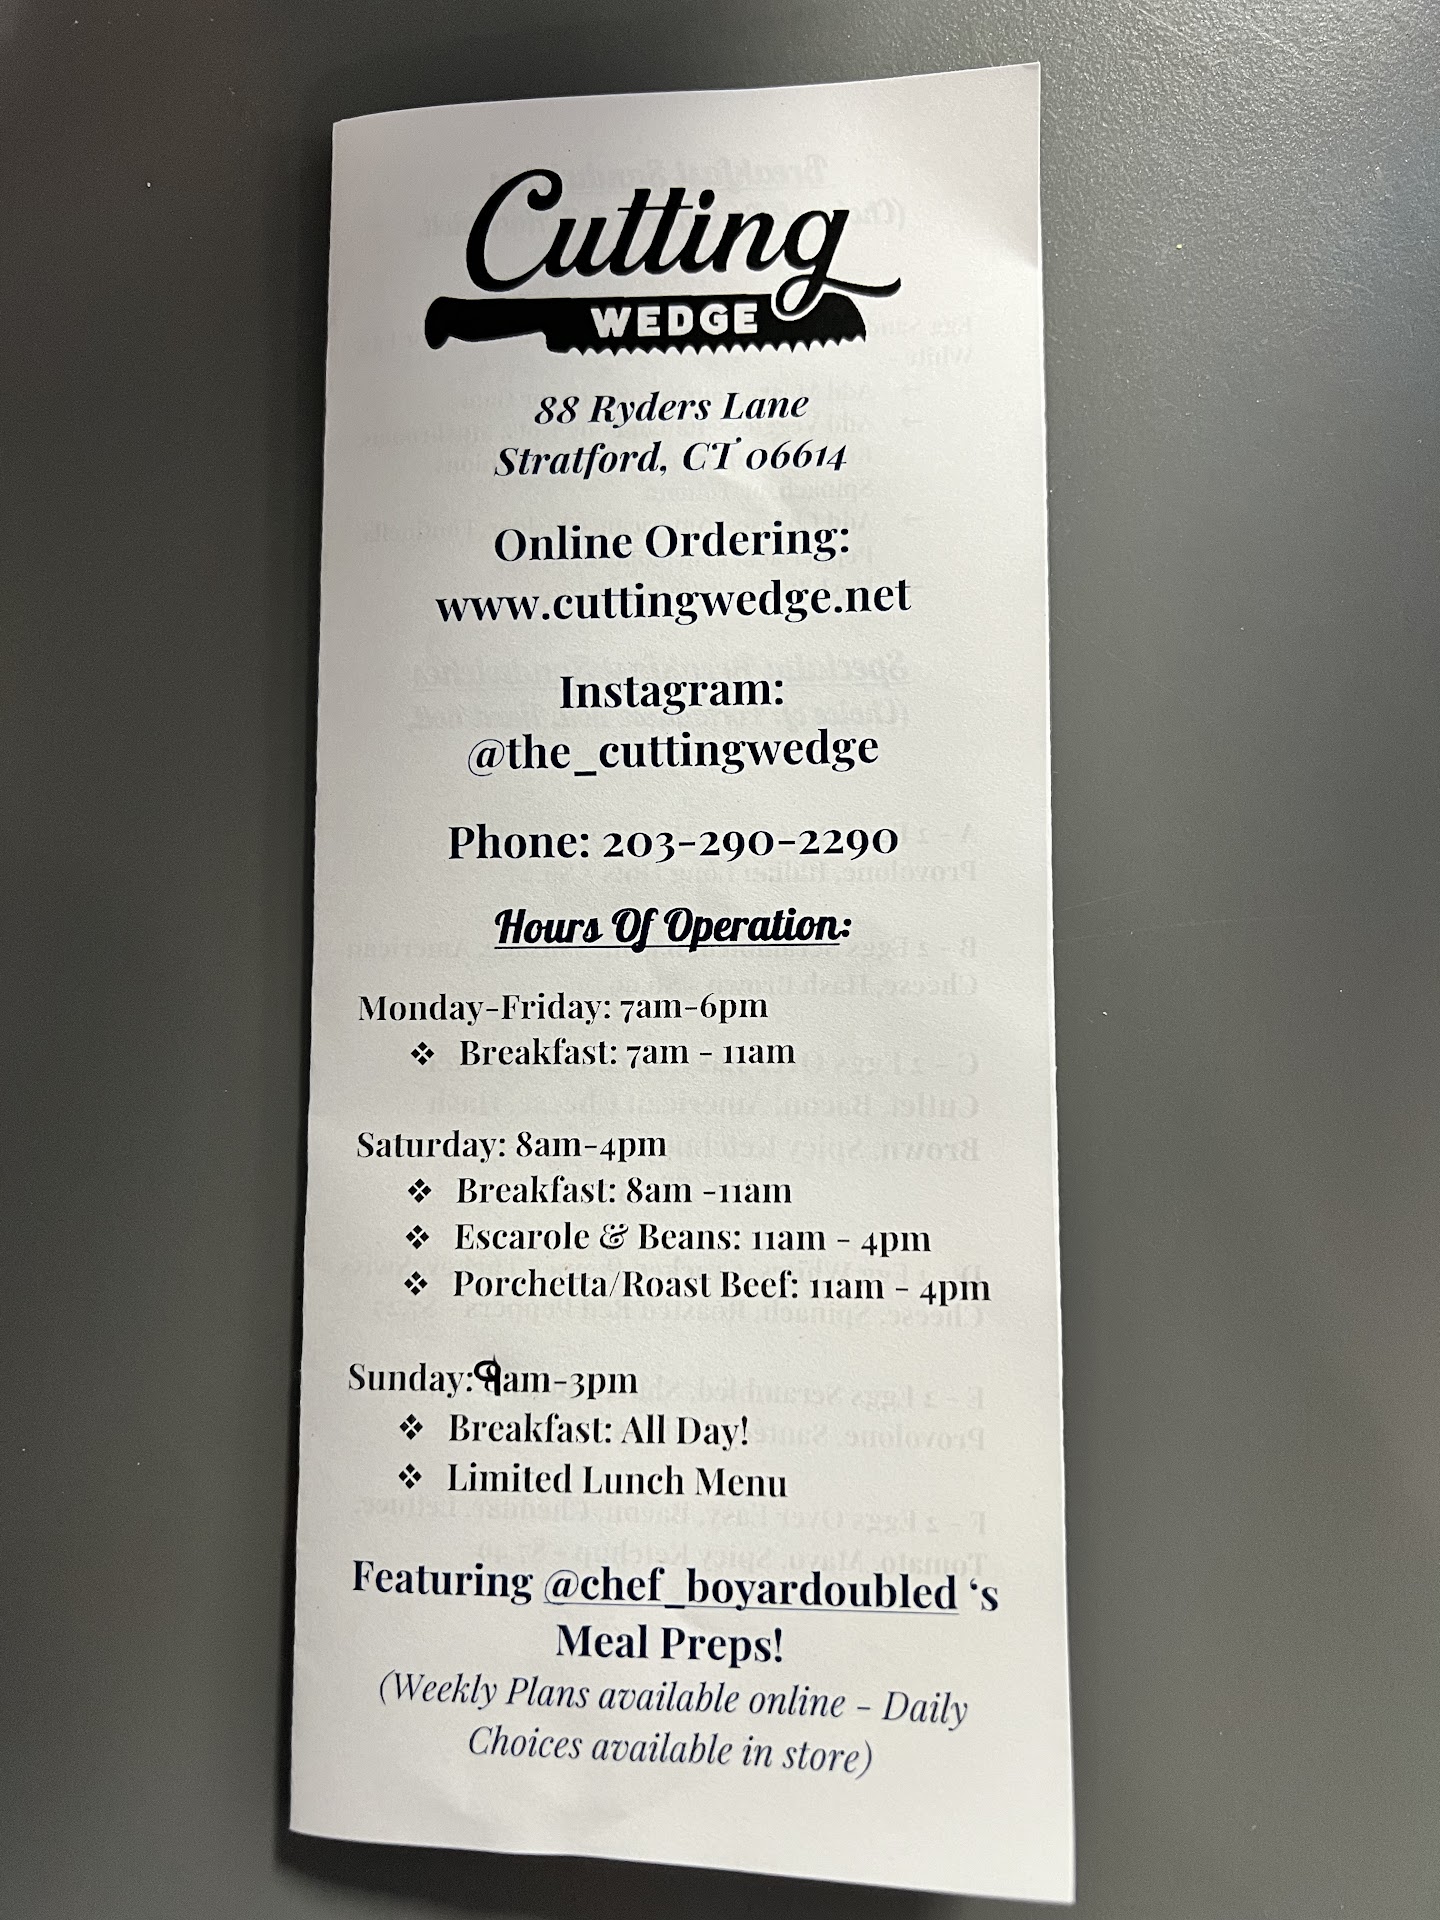 Cutting
WEDGE
88 Ryders Lane
Stratford, CT 06614
Online Ordering:
www.cuttingwedge.net
Instagram:
@the_cuttingwedge
Phone: 203-290-2290
Hours Of Operation:
Monday-Friday: 7am-6pm
❖ Breakfast: 7am - 11am
Saturday: 8am-4pm
❖ Breakfast: 8am -11am
❖ Escarole & Beans: 11am - 4pm
❖ Porchetta/Roast Beef: 11am - 4pm
Sunday: 9am-3pm
❖ Breakfast: All Day!
❖ Limited Lunch Menu
Featuring @chef_boyardoubled ‘s
Meal Preps!
(Weekly Plans available online - Daily
Choices available in store)